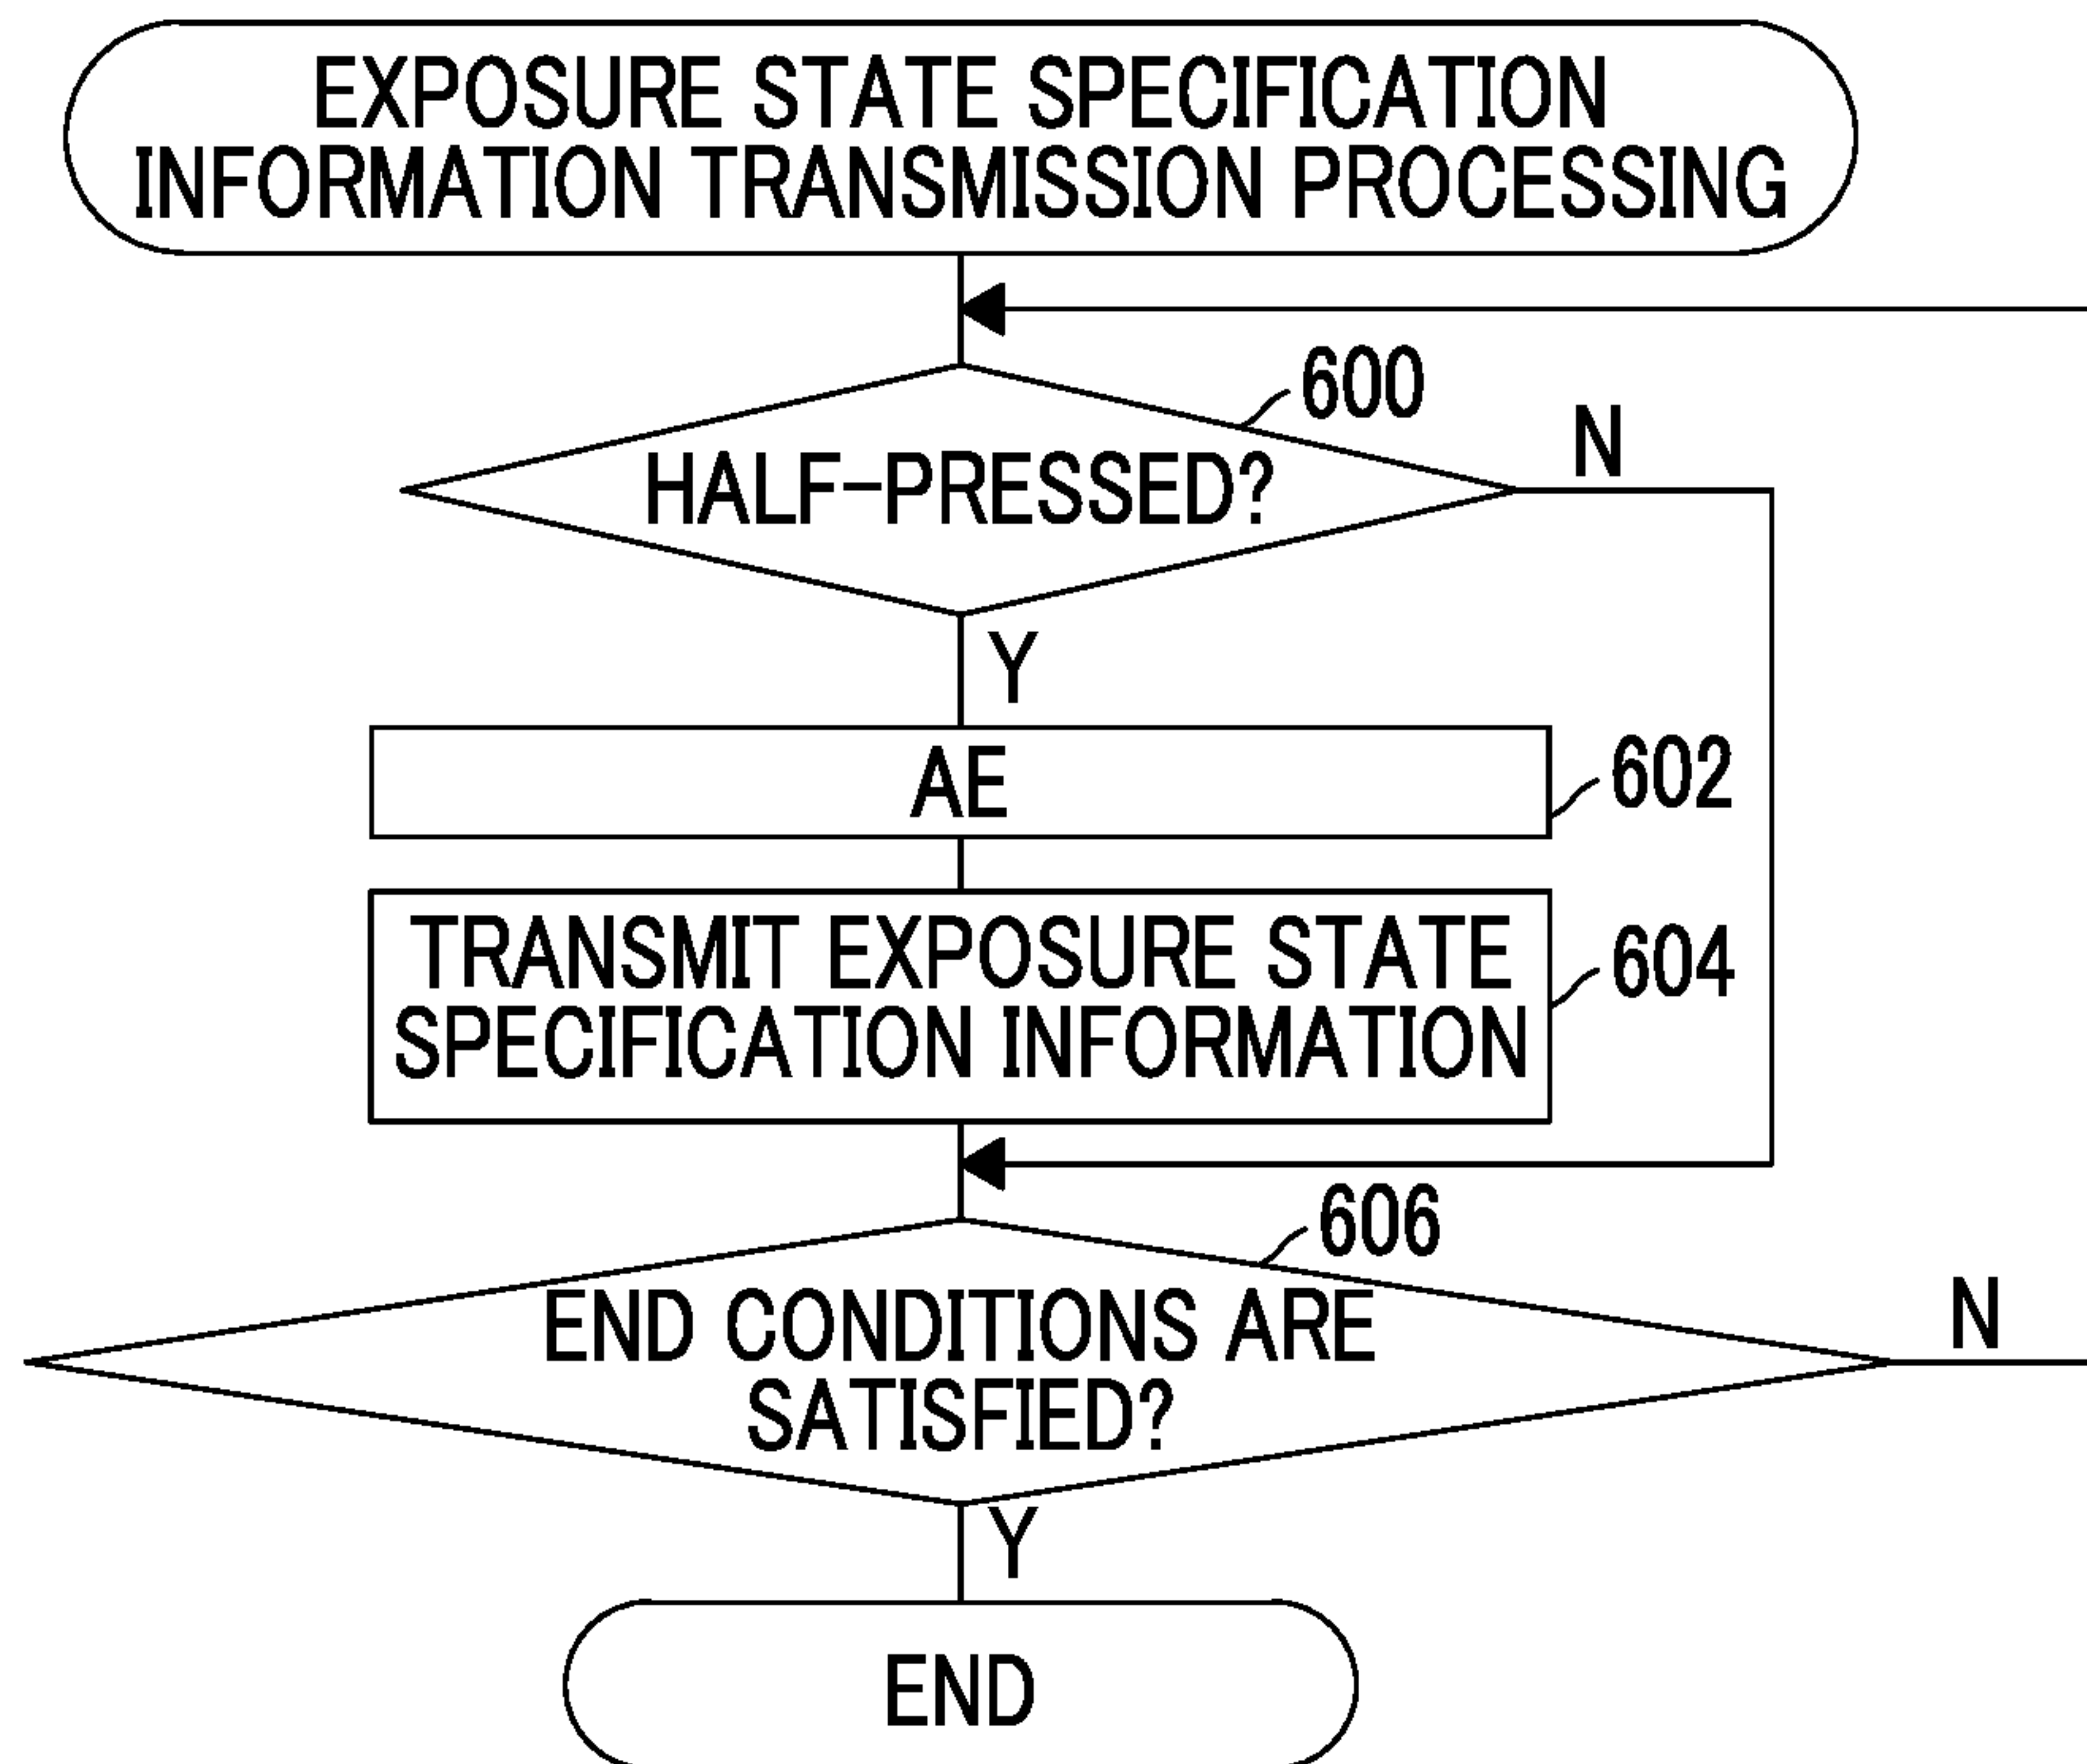 EXPOSURE STATE SPECIFICATION
INFORMATION TRANSMISSION PROCESSING
600
N
HALF-PRESSED?
Y
AE
602
TRANSMIT EXPOSURE STATE
SPECIFICATION INFORMATION
604
606
END CONDITIONS ARE
SATISFIED?
N
Y
END